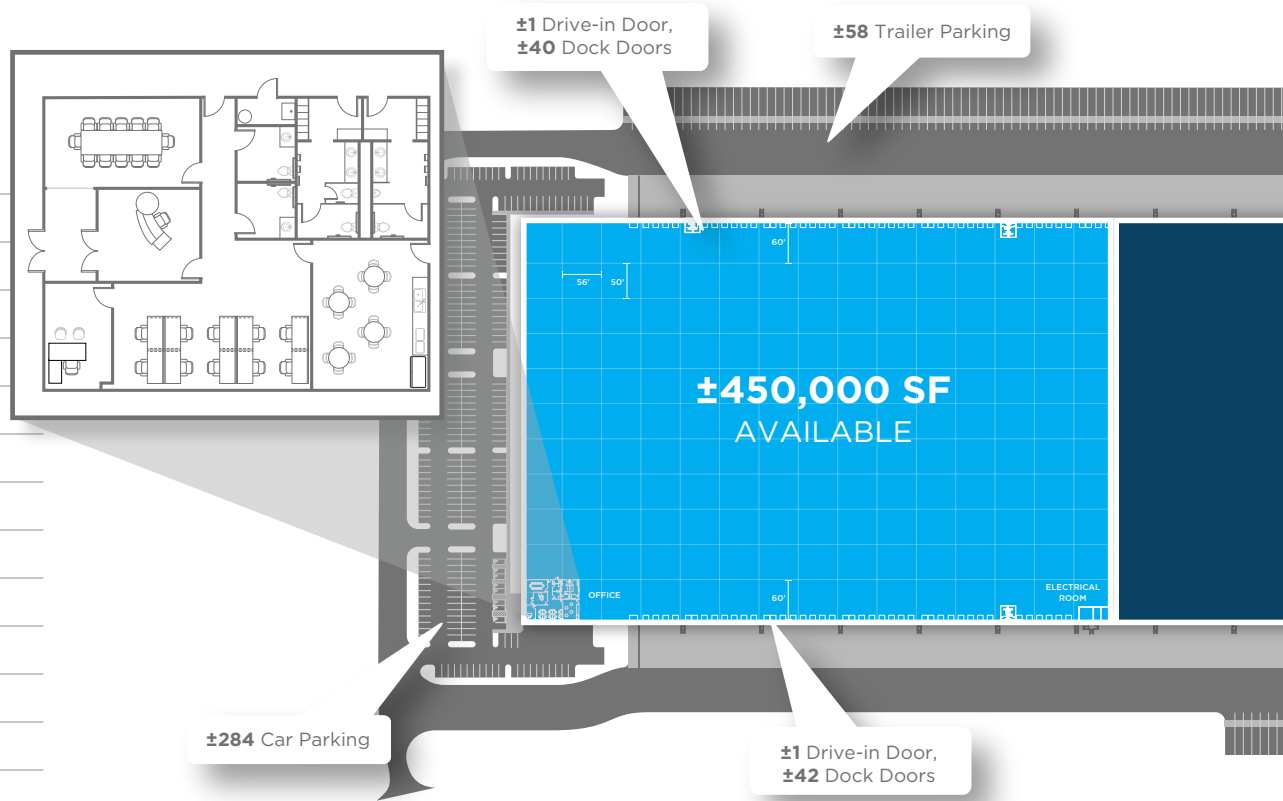 ±1 Drive-in Door,
±40 Dock Doors
±58 Trailer Parking
60'
56'
50'
±450,000 SF
AVAILABLE
OFFICE
60'
ELECTRICAL
ROOM
±284 Car Parking
±1 Drive-in Door,
±42 Dock Doors